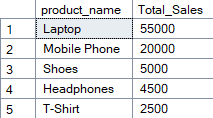 product_name Total_Sales
1 Laptop 55000
2 Mobile Phone 20000
3 Shoes 5000
4 Headphones 4500
5 T-Shirt 2500